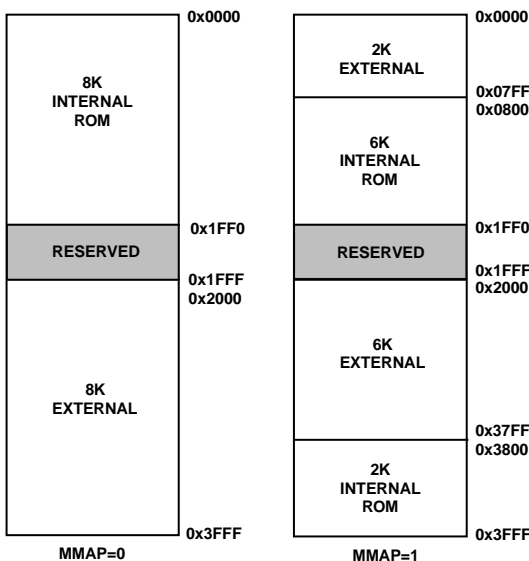 0x0000
8K
INTERNAL
ROM
0x1FF0
RESERVED
0x1FFF
0x2000
8K
EXTERNAL
0x3FFF
MMAP=0
0x0000
2K
EXTERNAL
0x07FF
0x0800
6K
INTERNAL
ROM
0x1FF0
RESERVED
0x1FFF
0x2000
6K
EXTERNAL
0x37FF
0x3800
2K
INTERNAL
ROM
0x3FFF
MMAP=1